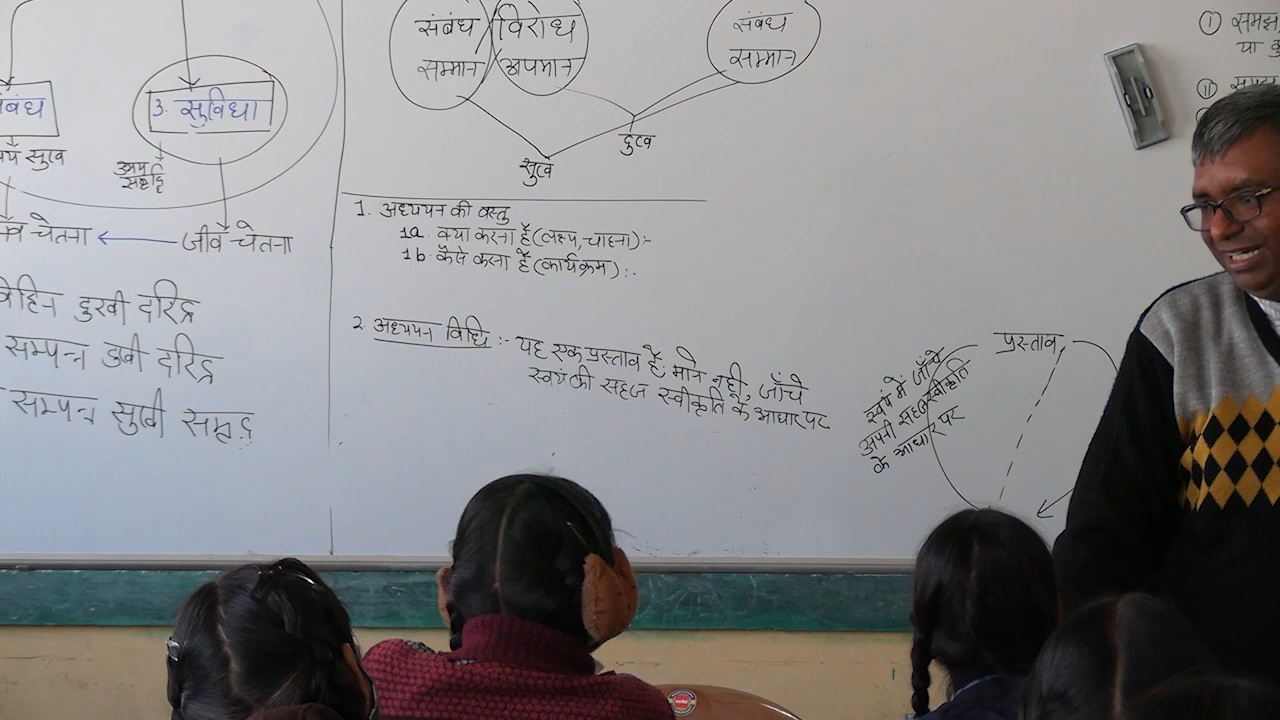 3. सुविधा
जीव चेतना
दुखी दरिद्र
सम्पन्न दुखी दरिद्र
सम्पन्न सुखी समृद्ध
संबंध
सम्मान
विरोध
अपमान
संबंध
सम्मान
दुख
सुख
1. अध्ययन की वस्तु
1a. क्या करना है (लक्ष्य, चाहना) :-
1b. कैसे करना है (कार्यक्रम) :-
2. अध्ययन विधि :- यह एक प्रस्ताव है, माने नहीं, जाँचे
स्वयं की सहज स्वीकृति के आधार पर
प्रस्ताव
स्वयं में जाँचे
अपनी सहज स्वीकृति
के आधार पर
I
II